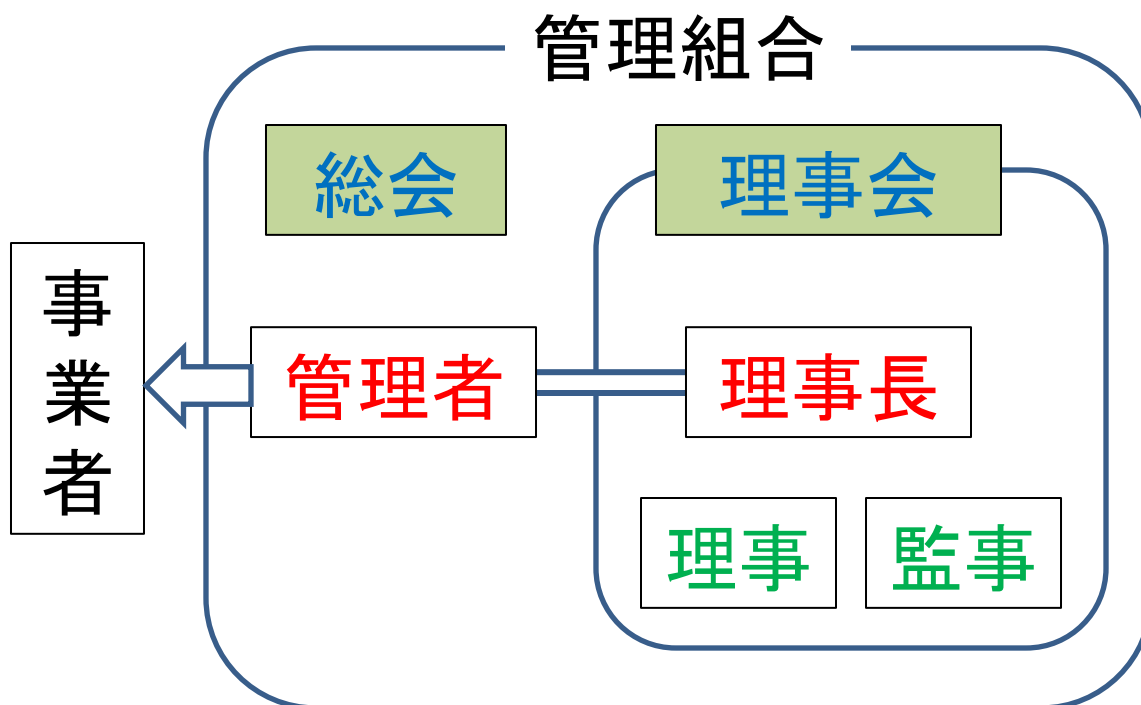 管理組合
総会
理事会
事業者
管理者
理事長
理事
監事